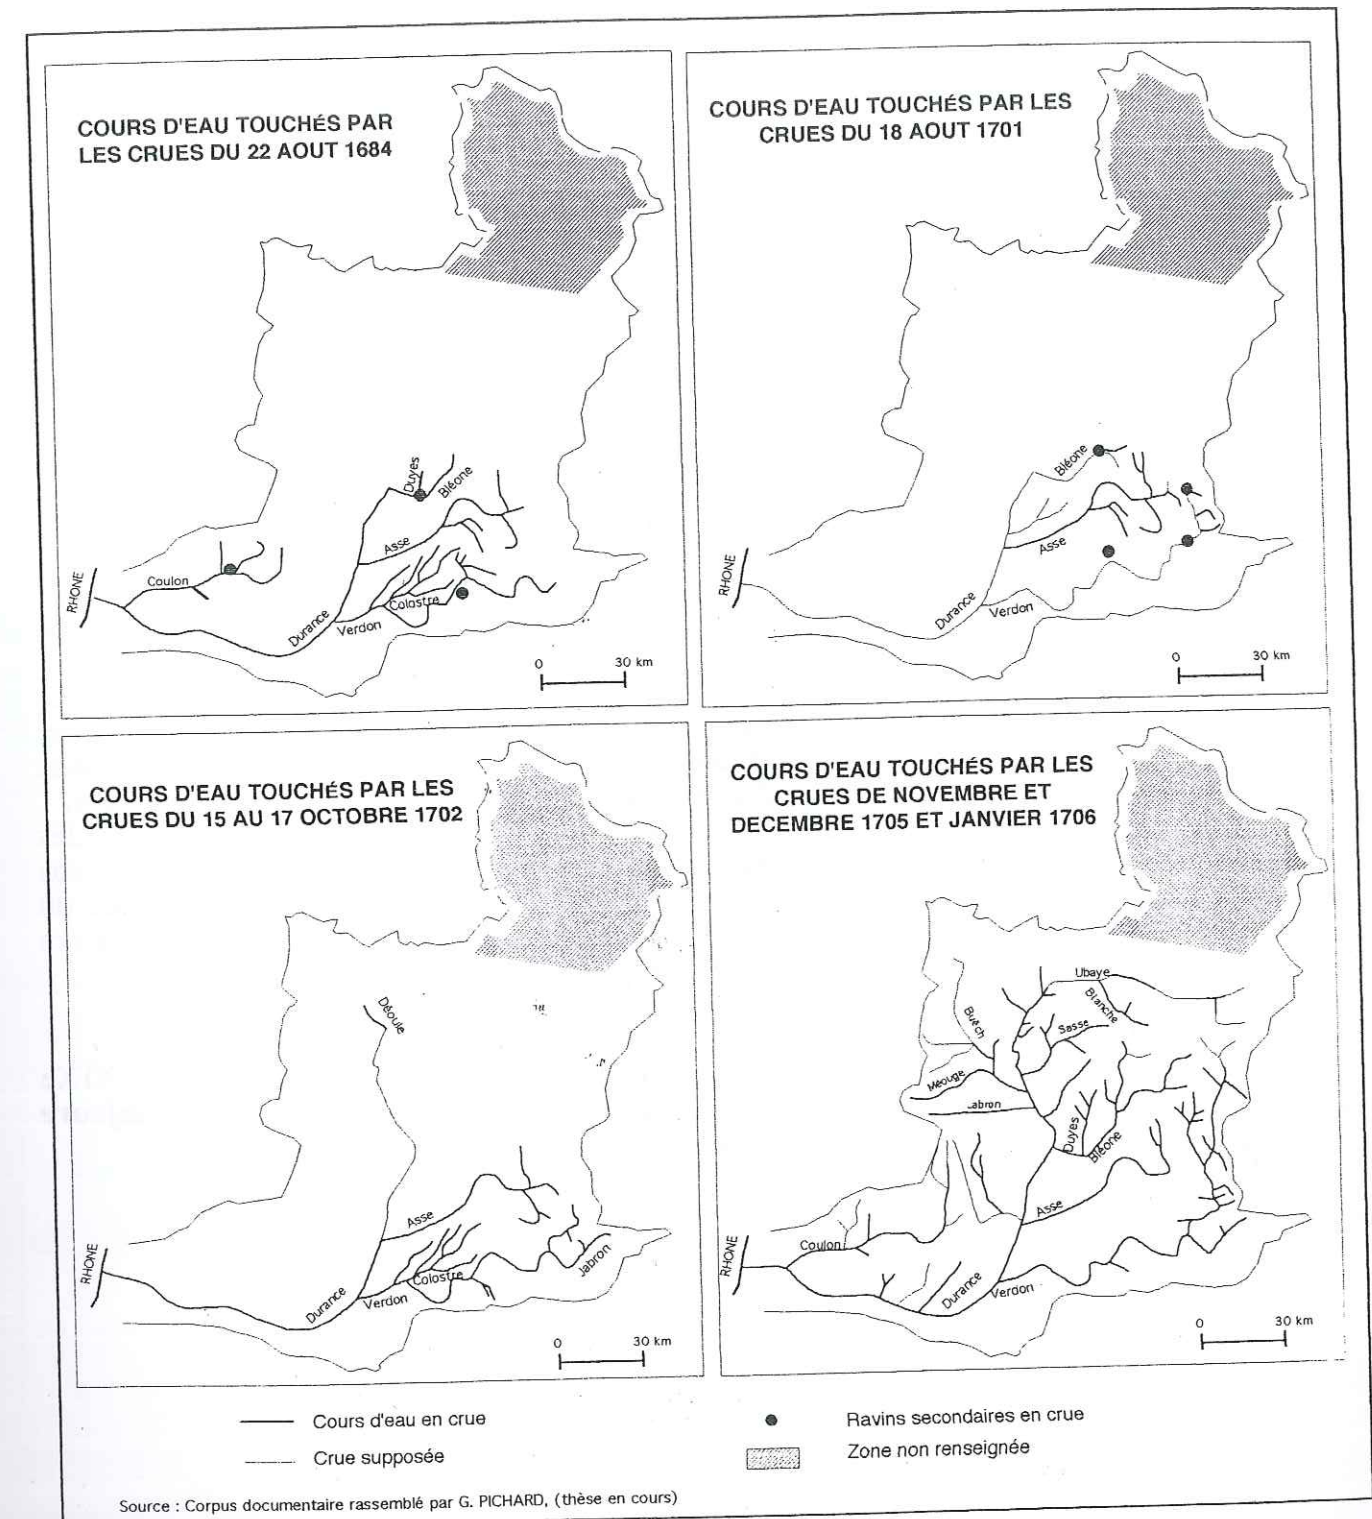 COURS D'EAU TOUCHÉS PAR
LES CRUES DU 22 AOUT 1684
Duyes
Bléone
Asse
Coulon
RHONE
Colostre
Durance
Verdon
0 30 km
COURS D'EAU TOUCHÉS PAR LES
CRUES DU 18 AOUT 1701
Bléone
Asse
RHONE
Durance
Verdon
0 30 km
COURS D'EAU TOUCHÉS PAR LES
CRUES DU 15 AU 17 OCTOBRE 1702
Déoule
Asse
RHONE
Colostre
Jabron
Durance
Verdon
0 30 km
COURS D'EAU TOUCHÉS PAR LES
CRUES DE NOVEMBRE ET
DECEMBRE 1705 ET JANVIER 1706
Ubaye
Blanche
Buëch
Sasse
Méouge
Jabron
Duyes
Bléone
Asse
Coulon
RHONE
Durance
Verdon
0 30 km
Cours d'eau en crue
Crue supposée
Ravins secondaires en crue
Zone non renseignée
Source : Corpus documentaire rassemblé par G. PICHARD, (thèse en cours)